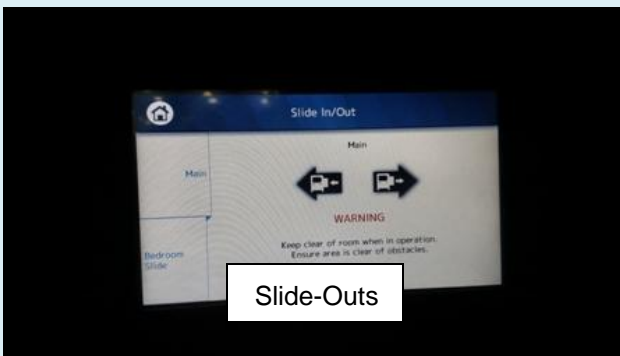 Slide In/Out
Main
Main
WARNING
Keep clear of room when in operation.
Ensure area is clear of obstacles.
Bedroom
Slide
Slide-Outs